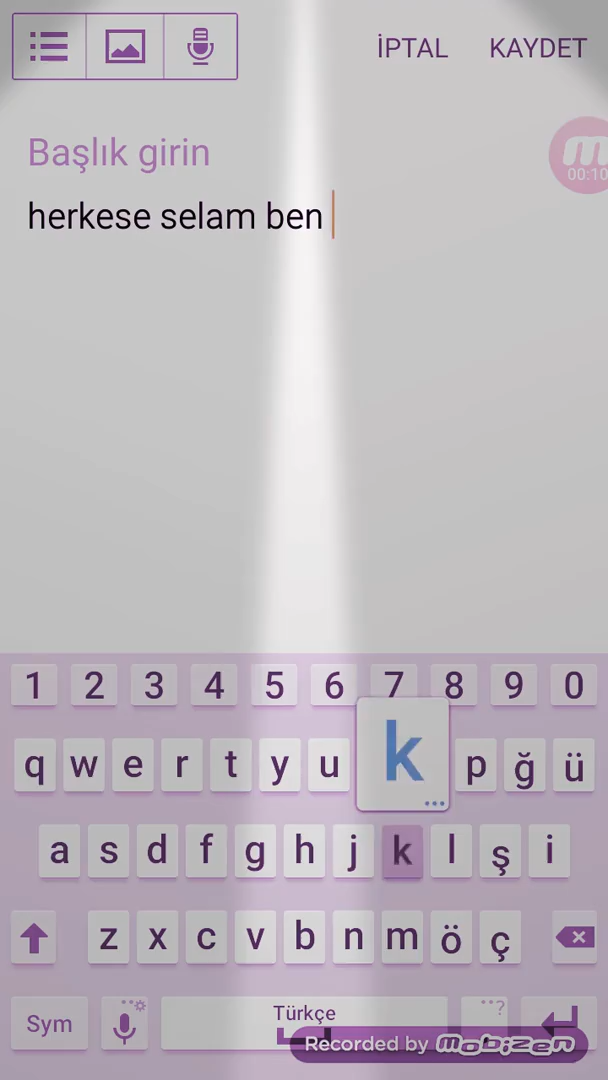 İPTAL KAYDET
Başlık girin
00:10
herkese selam ben
1 2 3 4 5 6 7 8 9 0
q w e r t y u k p ğ ü
a s d f g h j k l ş i
z x c v b n m ö ç
Sym Türkçe ?
Recorded by mobizen